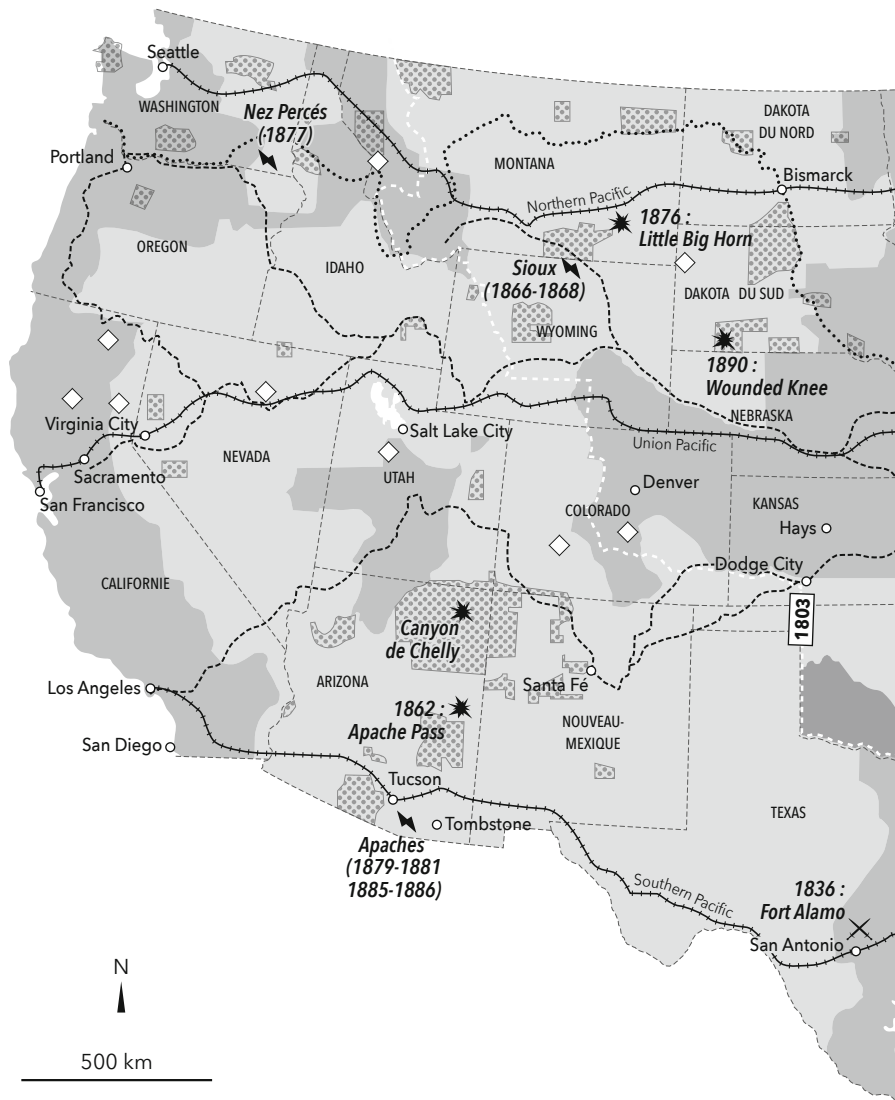 Seattle
WASHINGTON
Nez Percés
(1877)
Portland
MONTANA
DAKOTA
DU NORD
Bismarck
Northern Pacific
1876 :
Little Big Horn
OREGON
IDAHO
Sioux
(1866-1868)
DAKOTA DU SUD
WYOMING
1890 :
Wounded Knee
NEBRASKA
Virginia City
Salt Lake City
Union Pacific
NEVADA
Sacramento
UTAH
San Francisco
Denver
COLORADO
KANSAS
Hays
Dodge City
CALIFORNIE
1803
Canyon
de Chelly
Los Angeles
ARIZONA
Santa Fé
1862 :
Apache Pass
NOUVEAU-
MEXIQUE
San Diego
Tucson
TEXAS
Tombstone
Apaches
(1879-1881
1885-1886)
Southern Pacific
1836 :
Fort Alamo
San Antonio
N
500 km